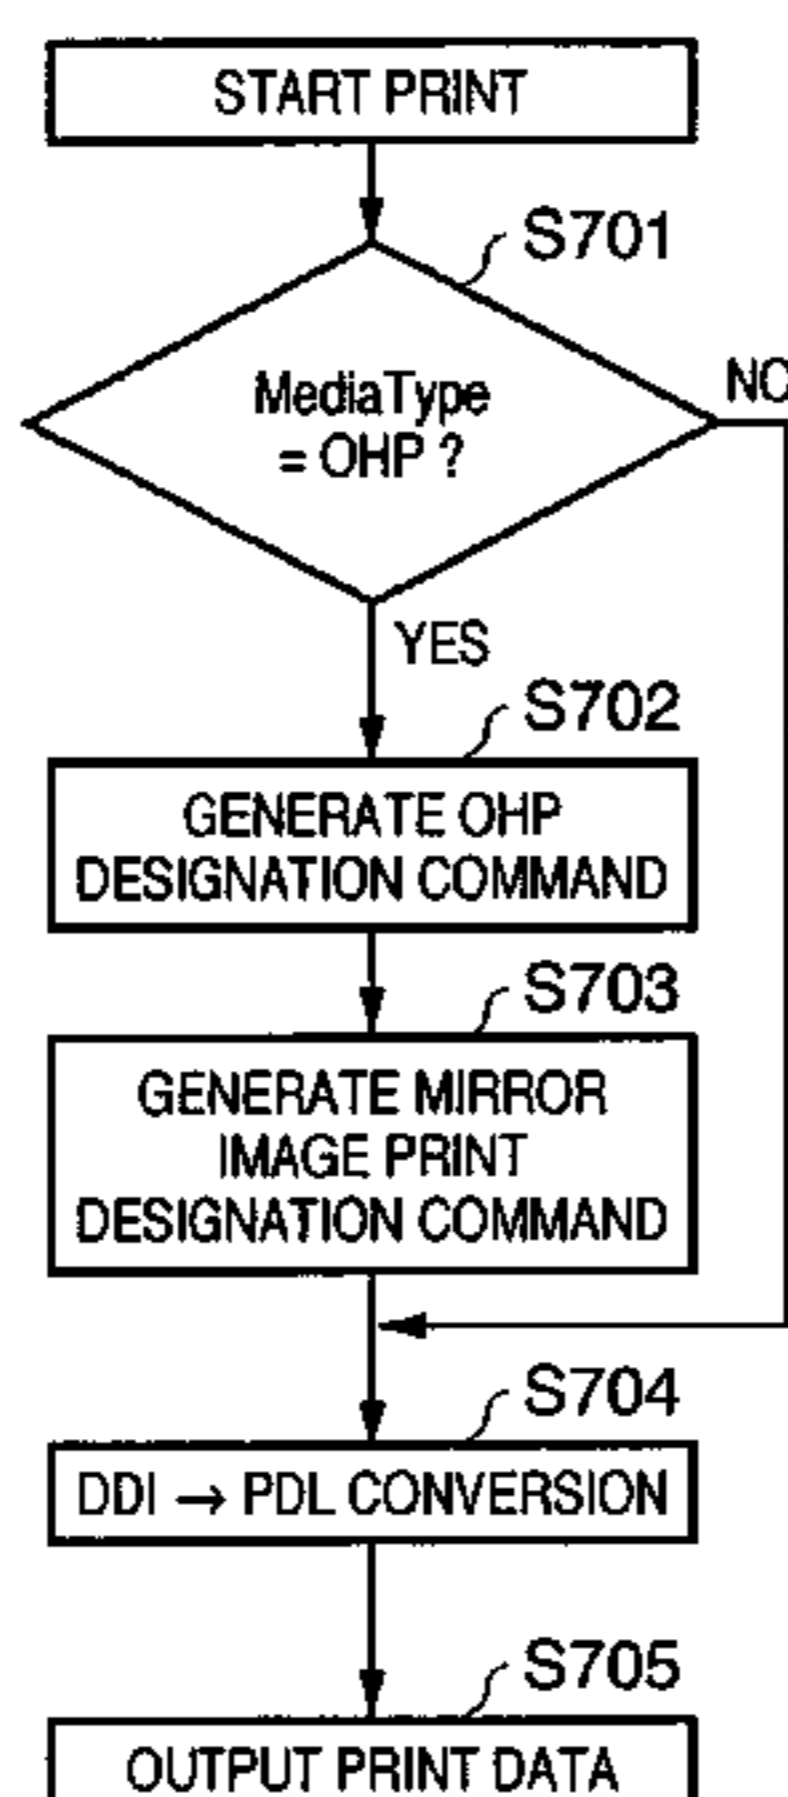 START PRINT
S701
MediaType
= OHP ?
NO
YES
S702
GENERATE OHP
DESIGNATION COMMAND
S703
GENERATE MIRROR
IMAGE PRINT
DESIGNATION COMMAND
S704
DDI → PDL CONVERSION
S705
OUTPUT PRINT DATA